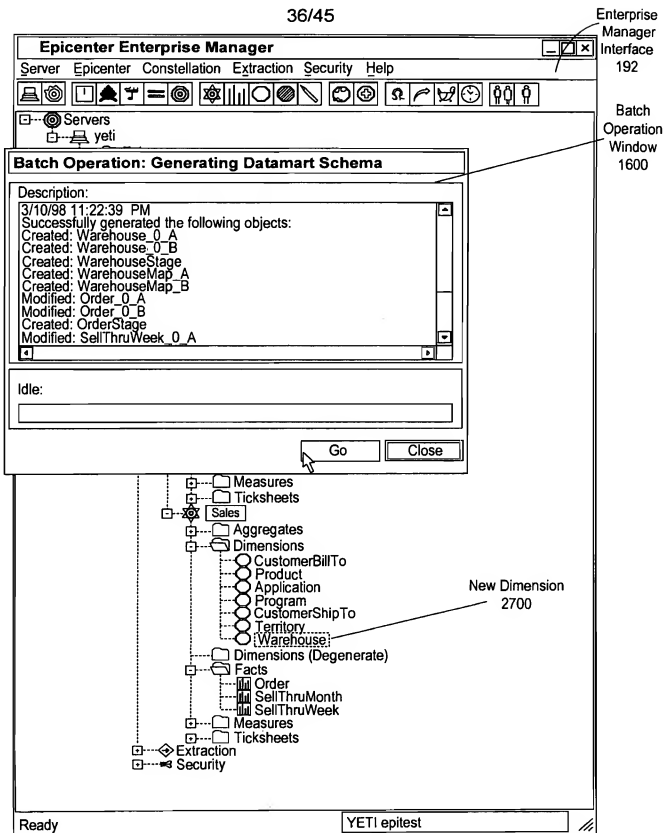 36/45
Enterprise
Manager
Interface
192
Epicenter Enterprise Manager
Server Epicenter Constellation Extraction Security Help
Batch
Operation
Window
1600
Servers
yeti
Batch Operation: Generating Datamart Schema
Description:
3/10/98 11:22:39 PM
Successfully generated the following objects:
Created: Warehouse_0_A
Created: Warehouse_0_B
Created: WarehouseStage
Created: WarehouseMap_A
Created: WarehouseMap_B
Modified: Order_0_A
Modified: Order_0_B
Created: OrderStage
Modified: SellThruWeek_0_A
Idle:
Go Close
Measures
Ticksheets
Sales
Aggregates
Dimensions
CustomerBillTo
Product
Application
Program
CustomerShipTo
Territory
Warehouse
New Dimension
2700
Dimensions (Degenerate)
Facts
Order
SellThruMonth
SellThruWeek
Measures
Ticksheets
Extraction
Security
Ready
YETI epitest